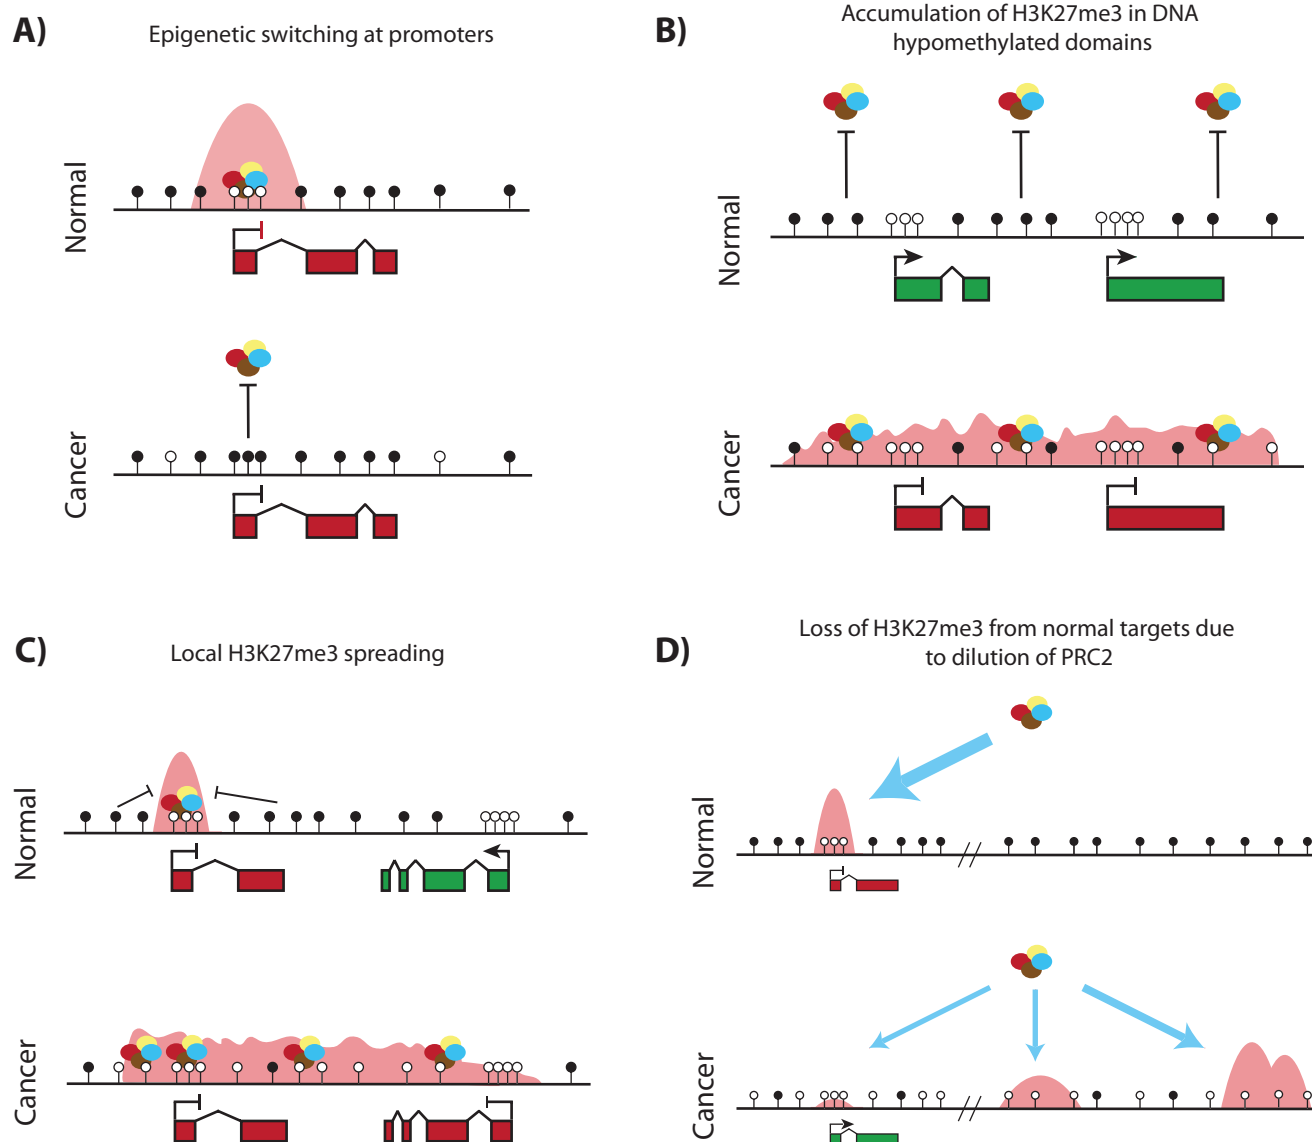 A)
Epigenetic switching at promoters
Normal
Cancer
B)
Accumulation of H3K27me3 in DNA
hypomethylated domains
Normal
Cancer
C)
Local H3K27me3 spreading
Normal
Cancer
D)
Loss of H3K27me3 from normal targets due
to dilution of PRC2
Normal
Cancer